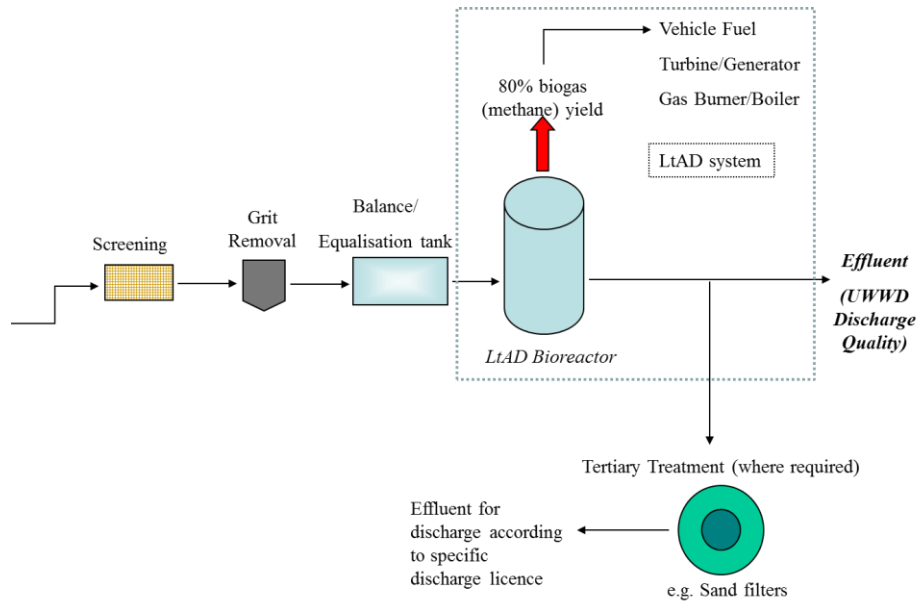 Vehicle Fuel
Turbine/Generator
Gas Burner/Boiler
80% biogas
(methane) yield
LtAD system
Screening
Grit
Removal
Balance/
Equalisation tank
LtAD Bioreactor
Effluent
(UWWD
Discharge
Quality)
Tertiary Treatment (where required)
e.g. Sand filters
Effluent for
discharge according
to specific
discharge licence